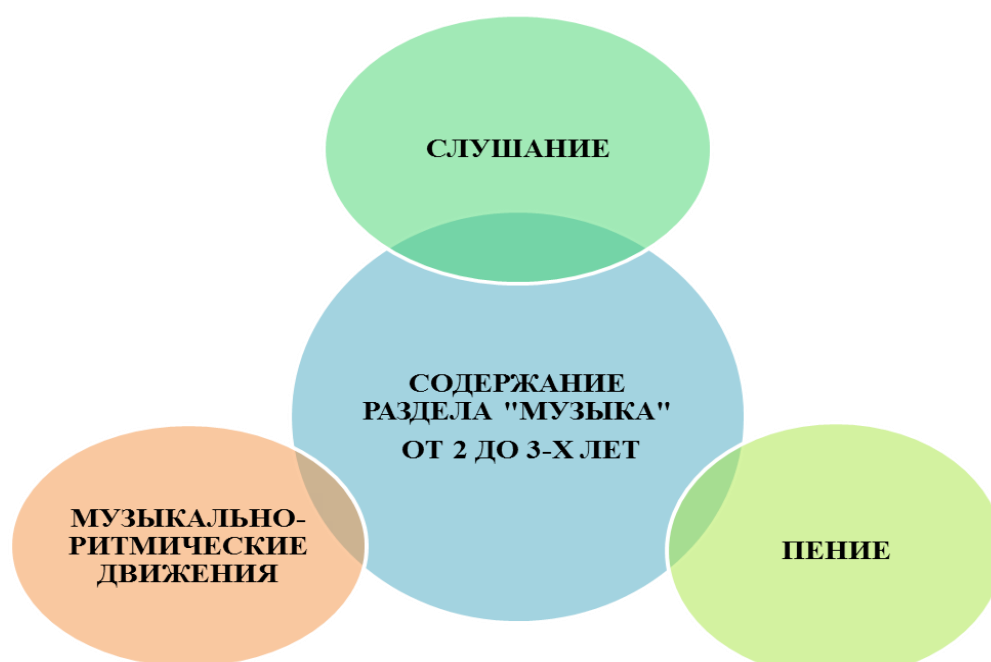 СЛУШАНИЕ
СОДЕРЖАНИЕ
РАЗДЕЛА "МУЗЫКА"
ОТ 2 ДО 3-Х ЛЕТ
МУЗЫКАЛЬНО-
РИТМИЧЕСКИЕ
ДВИЖЕНИЯ
ПЕНИЕ